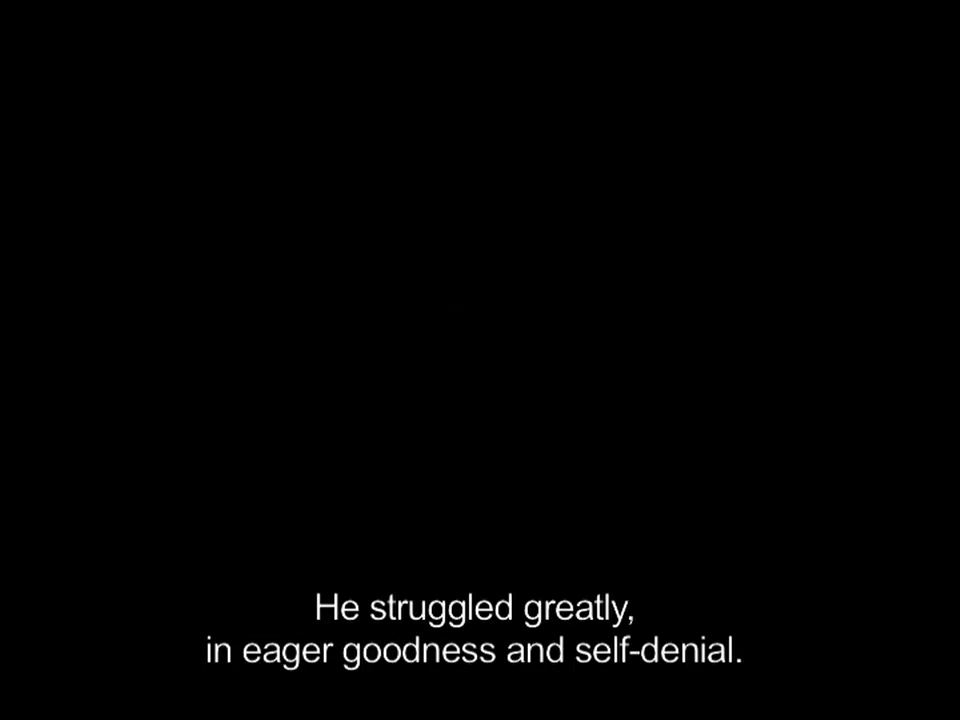 He struggled greatly,
in eager goodness and self-denial.